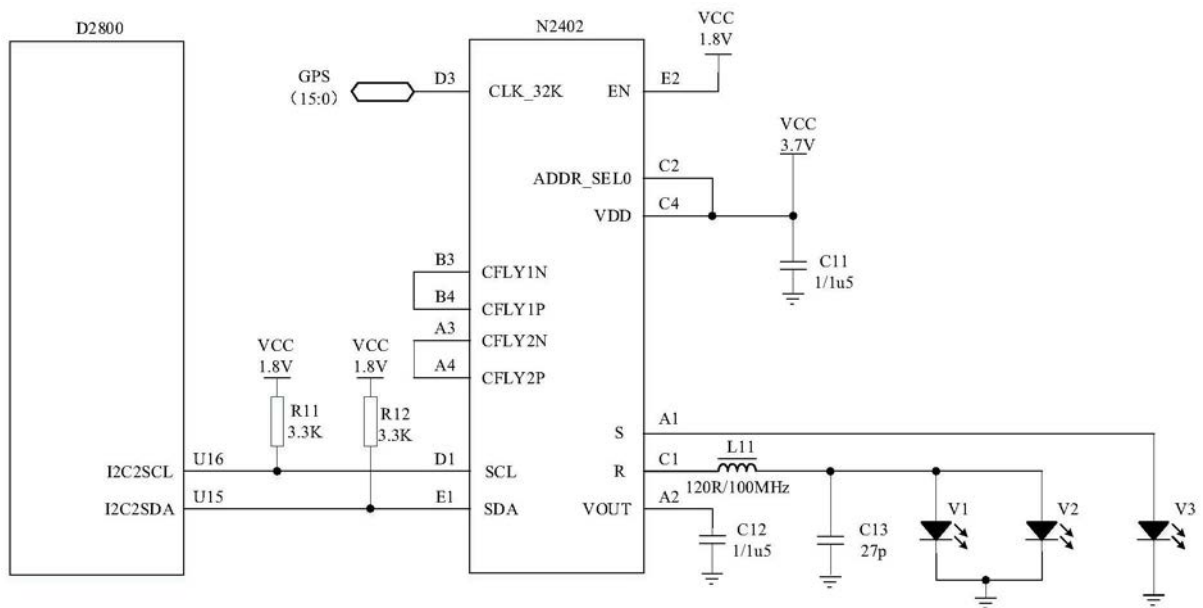 D2800
N2402
VCC
1.8V
GPS
（15:0）
D3
CLK_32K
EN
E2
VCC
3.7V
ADDR_SEL0
C2
VDD
C4
C11
1/1u5
B3
CFLY1N
B4
CFLY1P
A3
CFLY2N
A4
CFLY2P
VCC
1.8V
VCC
1.8V
R11
3.3K
R12
3.3K
S
A1
I2C2SCL
U16
D1
SCL
R
C1
L11
120R/100MHz
I2C2SDA
U15
E1
SDA
VOUT
A2
C12
1/1u5
C13
27p
V1
V2
V3